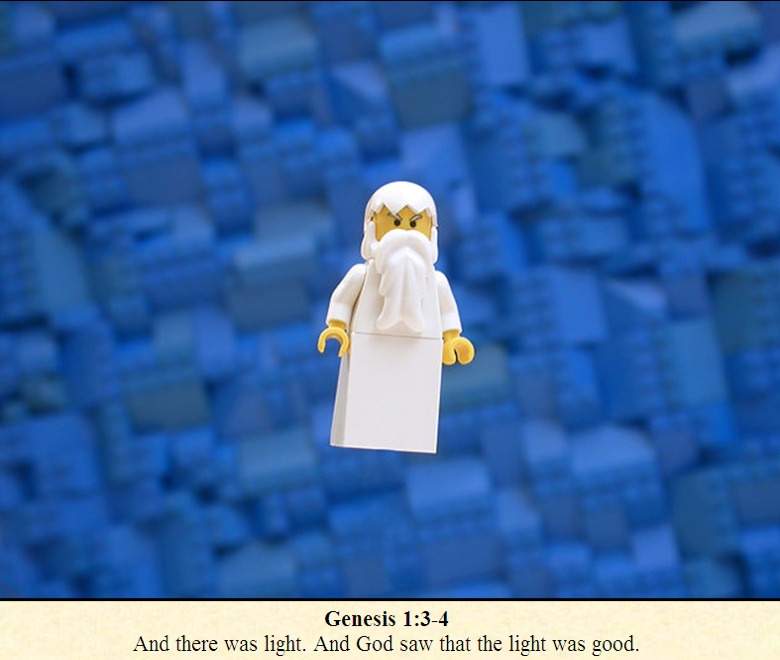 Genesis 1:3-4
And there was light. And God saw that the light was good.